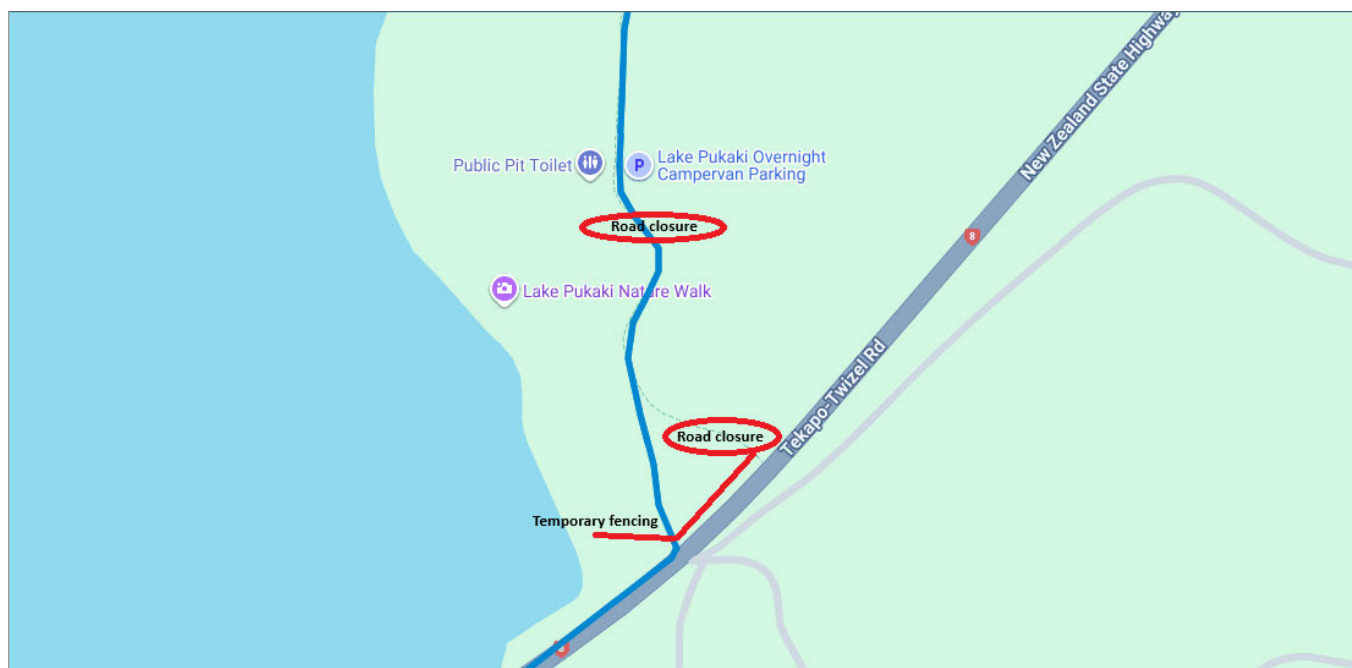 New Zealand State Highway
Public Pit Toilet
P
Lake Pukaki Overnight
Campervan Parking
Road closure
8
Lake Pukaki Nature Walk
Tekapo-Twizel Rd
Road closure
Temporary fencing
8